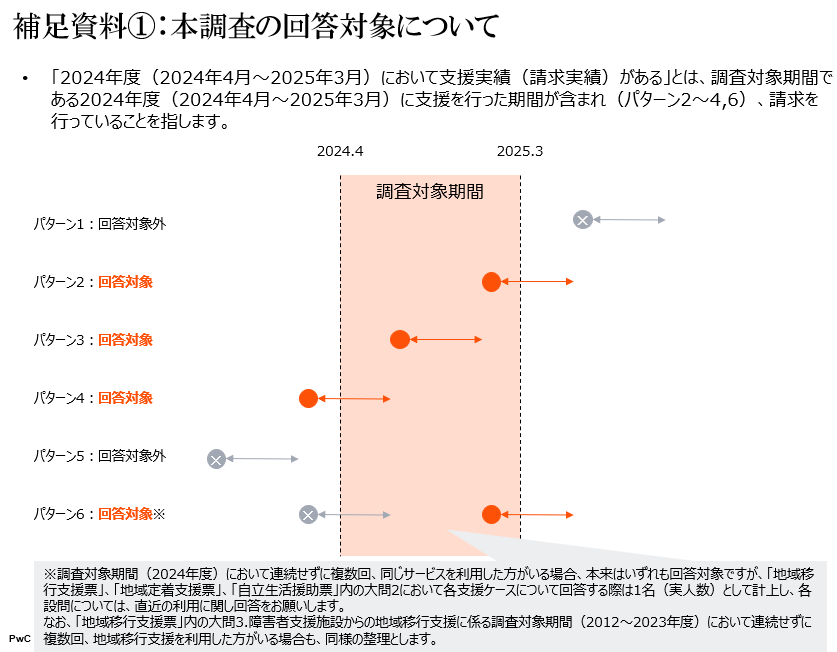 補足資料①：本調査の回答対象について
• 「2024年度（2024年4月～2025年3月）において支援実績（請求実績）がある」とは、調査対象期間で
ある2024年度（2024年4月～2025年3月）に支援を行った期間が含まれ（パターン2～4,6）、請求を
行っていることを指します。
2024.4 2025.3
調査対象期間
パターン1：回答対象外
パターン2：回答対象
パターン3：回答対象
パターン4：回答対象
パターン5：回答対象外
パターン6：回答対象※
※調査対象期間（2024年度）において連続せずに複数回、同じサービスを利用した方がいる場合、本来はいずれも回答対象ですが、「地域移
行支援票」、「地域定着支援票」、「自立生活援助票」内の大問2において各支援ケースについて回答する際は1名（実人数）として計上し、各
設問については、直近の利用に関し回答をお願いします。
なお、「地域移行支援票」内の大問3.障害者支援施設からの地域移行支援に係る調査対象期間（2012～2023年度）において連続せずに
複数回、地域移行支援を利用した方がいる場合も、同様の整理とします。
PwC